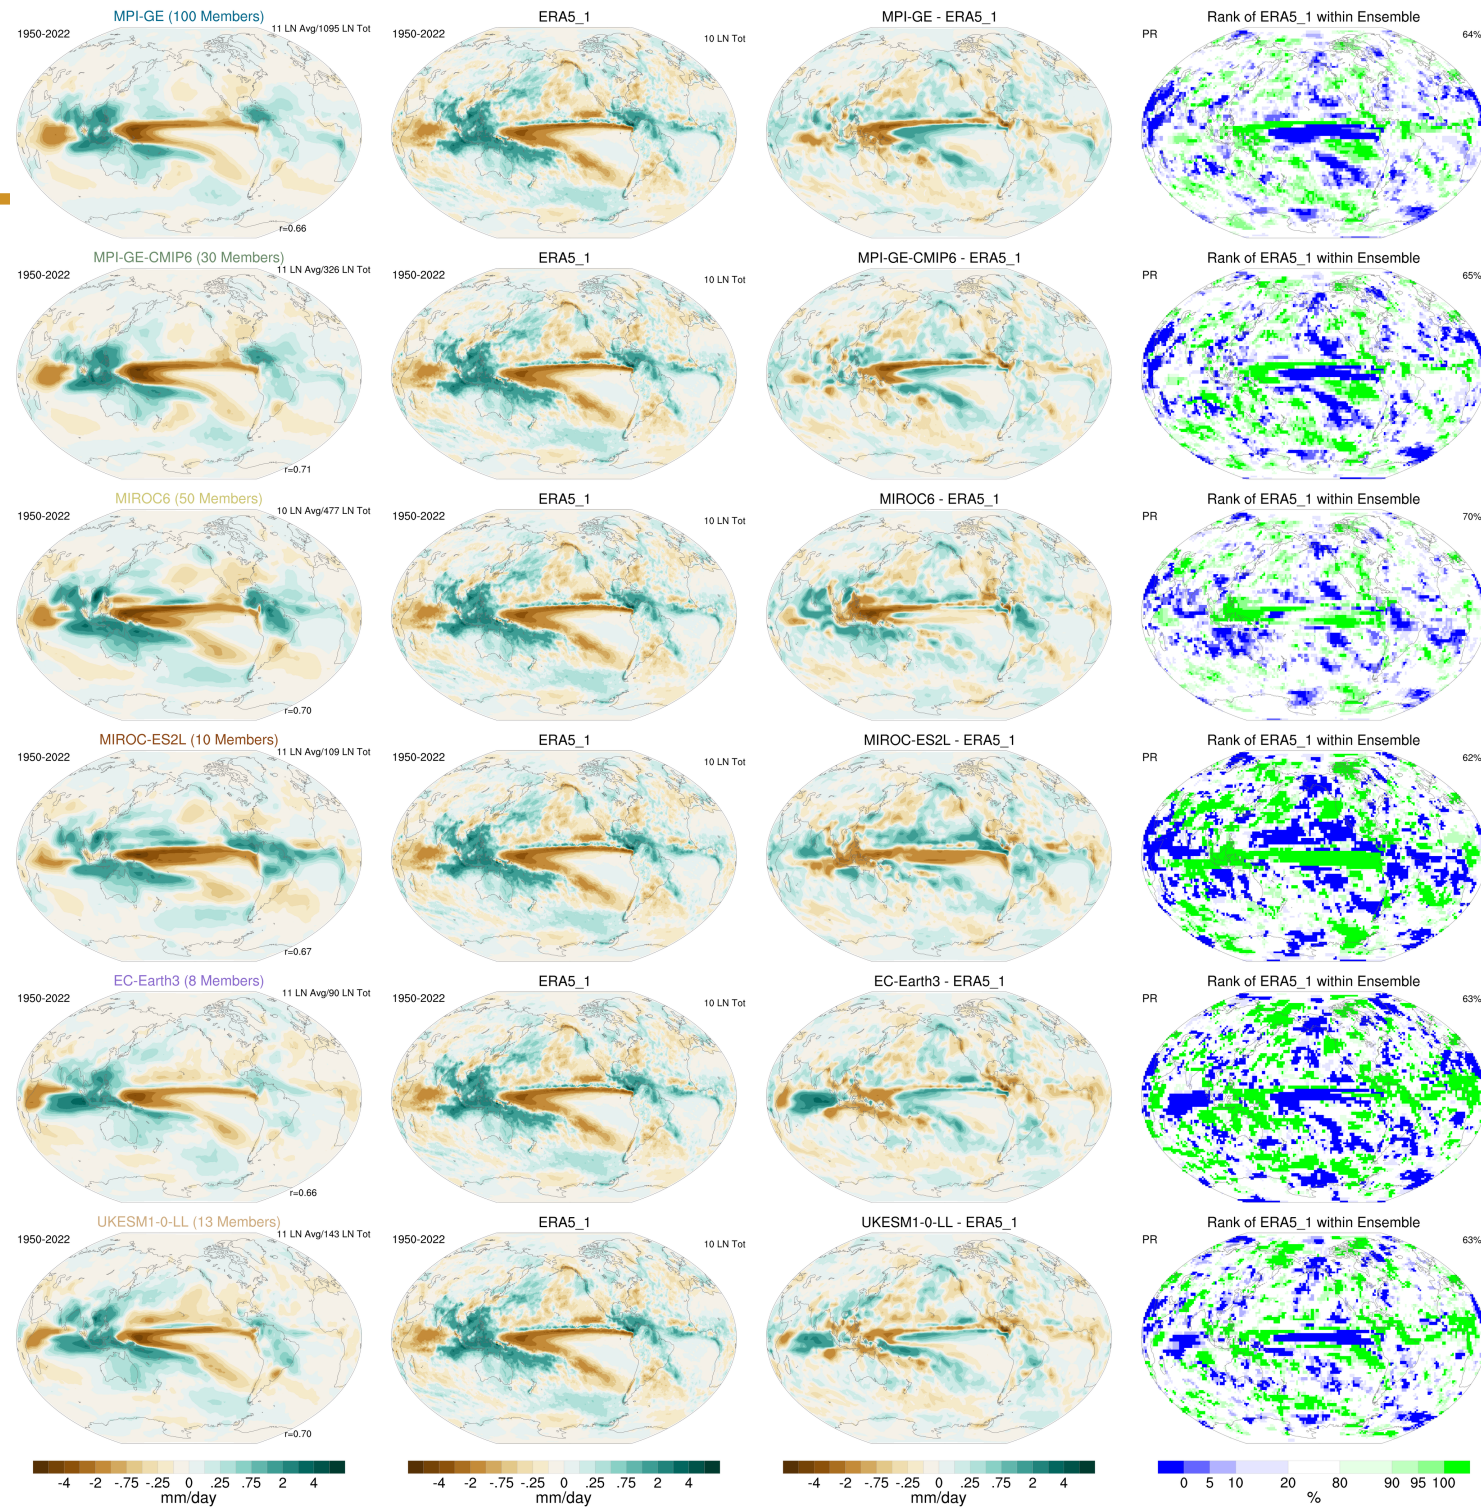 MPI-GE (100 Members)
1950-2022
11 LN Avg/1095 LN Tot
r=0.66
ERA5_1
1950-2022
10 LN Tot
MPI-GE - ERA5_1
Rank of ERA5_1 within Ensemble
PR
64%
MPI-GE-CMIP6 (30 Members)
1950-2022
11 LN Avg/326 LN Tot
r=0.71
ERA5_1
1950-2022
10 LN Tot
MPI-GE-CMIP6 - ERA5_1
Rank of ERA5_1 within Ensemble
PR
65%
MIROC6 (50 Members)
1950-2022
10 LN Avg/477 LN Tot
r=0.70
ERA5_1
1950-2022
10 LN Tot
MIROC6 - ERA5_1
Rank of ERA5_1 within Ensemble
PR
70%
MIROC-ES2L (10 Members)
1950-2022
11 LN Avg/109 LN Tot
r=0.67
ERA5_1
1950-2022
10 LN Tot
MIROC-ES2L - ERA5_1
Rank of ERA5_1 within Ensemble
PR
62%
EC-Earth3 (8 Members)
1950-2022
11 LN Avg/90 LN Tot
r=0.66
ERA5_1
1950-2022
10 LN Tot
EC-Earth3 - ERA5_1
Rank of ERA5_1 within Ensemble
PR
63%
UKESM1-0-LL (13 Members)
1950-2022
11 LN Avg/143 LN Tot
r=0.70
ERA5_1
1950-2022
10 LN Tot
UKESM1-0-LL - ERA5_1
Rank of ERA5_1 within Ensemble
PR
63%
-4 -2 -.75 -.25 0 .25 .75 2 4
mm/day
-4 -2 -.75 -.25 0 .25 .75 2 4
mm/day
-4 -2 -.75 -.25 0 .25 .75 2 4
mm/day
0 5 10 20 80 90 95 100
%